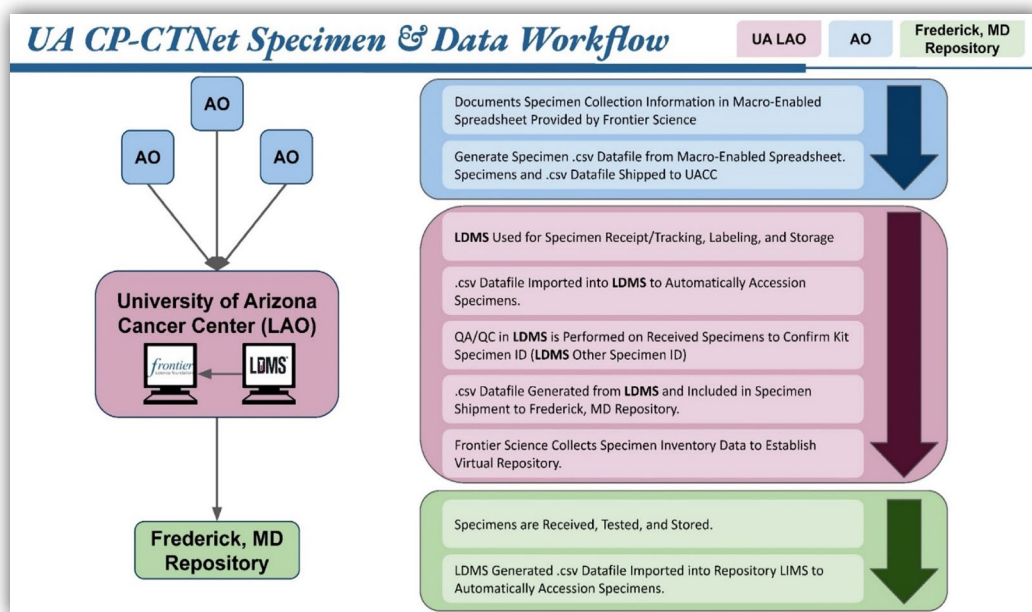 UA CP-CTNet Specimen & Data Workflow
UA LAO
AO
Frederick, MD
Repository
AO
AO
AO
University of Arizona
Cancer Center (LAO)
frontier
science foundation
LDMS
Frederick, MD
Repository
Documents Specimen Collection Information in Macro-Enabled
Spreadsheet Provided by Frontier Science
Generate Specimen .csv Datafile from Macro-Enabled Spreadsheet.
Specimens and .csv Datafile Shipped to UACC
LDMS Used for Specimen Receipt/Tracking, Labeling, and Storage
.csv Datafile Imported into LDMS to Automatically Accession
Specimens.
QA/QC in LDMS is Performed on Received Specimens to Confirm Kit
Specimen ID (LDMS Other Specimen ID)
.csv Datafile Generated from LDMS and Included in Specimen
Shipment to Frederick, MD Repository.
Frontier Science Collects Specimen Inventory Data to Establish
Virtual Repository.
Specimens are Received, Tested, and Stored.
LDMS Generated .csv Datafile Imported into Repository LIMS to
Automatically Accession Specimens.